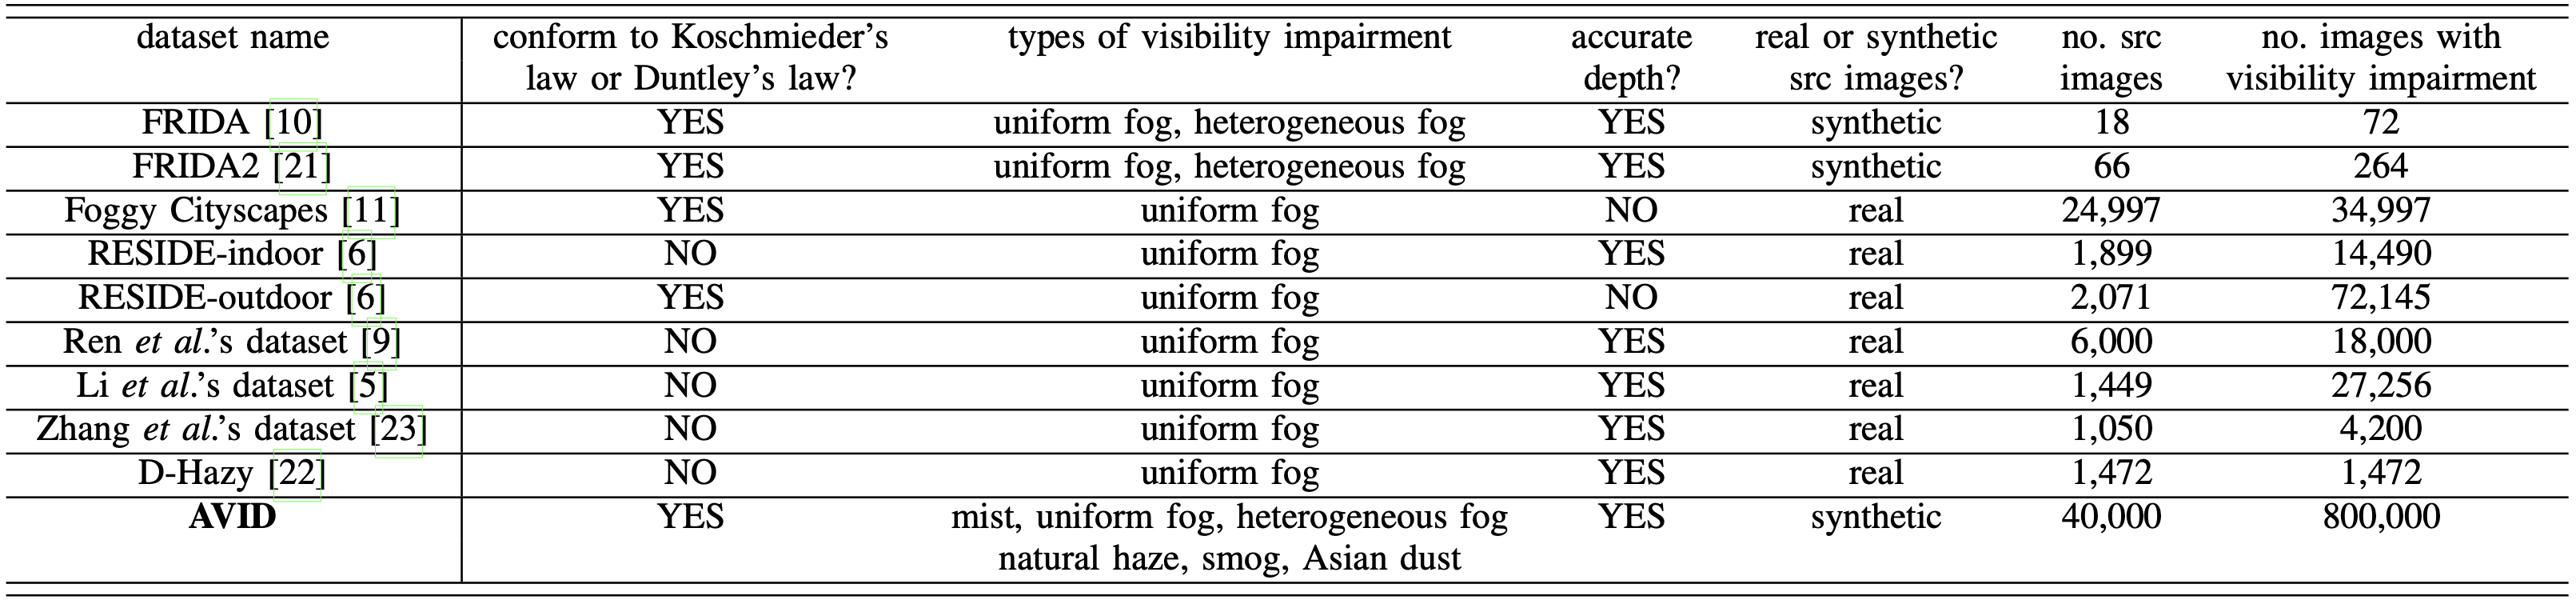 dataset name conform to Koschmieder's types of visibility impairment accurate real or synthetic no. src no. images with
law or Duntley's law? depth? src images? images visibility impairment
FRIDA [10] YES uniform fog, heterogeneous fog YES synthetic 18 72
FRIDA2 [21] YES uniform fog, heterogeneous fog YES synthetic 66 264
Foggy Cityscapes [11] YES uniform fog NO real 24,997 34,997
RESIDE-indoor [6] NO uniform fog YES real 1,899 14,490
RESIDE-outdoor [6] YES uniform fog NO real 2,071 72,145
Ren et al.'s dataset [9] NO uniform fog YES real 6,000 18,000
Li et al.'s dataset [5] NO uniform fog YES real 1,449 27,256
Zhang et al.'s dataset [23] NO uniform fog YES real 1,050 4,200
D-Hazy [22] NO uniform fog YES real 1,472 1,472
AVID YES mist, uniform fog, heterogeneous fog YES synthetic 40,000 800,000
natural haze, smog, Asian dust